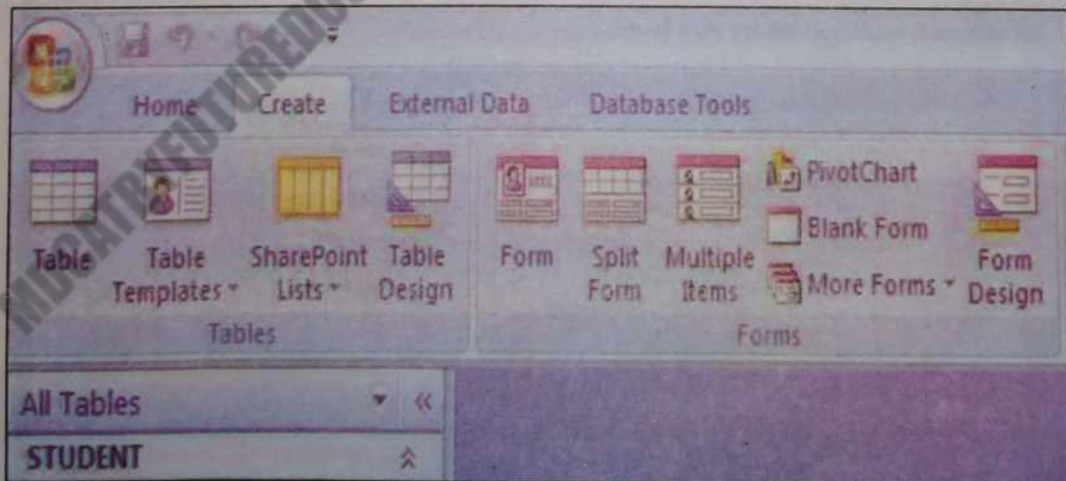 Home Create External Data Database Tools
Table Table Templates SharePoint Lists Table Design Form Split Form Multiple Items PivotChart Blank Form More Forms Form Design
Tables Forms
All Tables
STUDENT